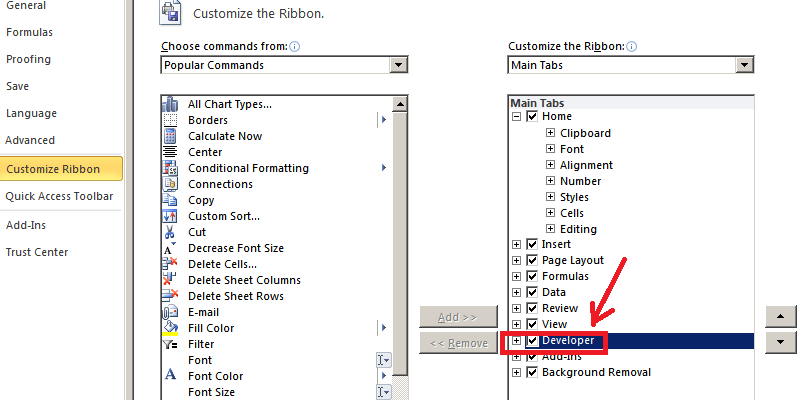 General
Formulas
Proofing
Save
Language
Advanced
Customize Ribbon
Quick Access Toolbar
Add-Ins
Trust Center
Customize the Ribbon.
Choose commands from:
Popular Commands
All Chart Types...
Borders
Calculate Now
Center
Conditional Formatting
Connections
Copy
Custom Sort...
Cut
Decrease Font Size
Delete Cells...
Delete Sheet Columns
Delete Sheet Rows
E-mail
Fill Color
Filter
Font
Font Color
Font Size
Add >>
<< Remove
Customize the Ribbon:
Main Tabs
Main Tabs
Home
Clipboard
Font
Alignment
Number
Styles
Cells
Editing
Insert
Page Layout
Formulas
Data
Review
View
Developer
Add-Ins
Background Removal